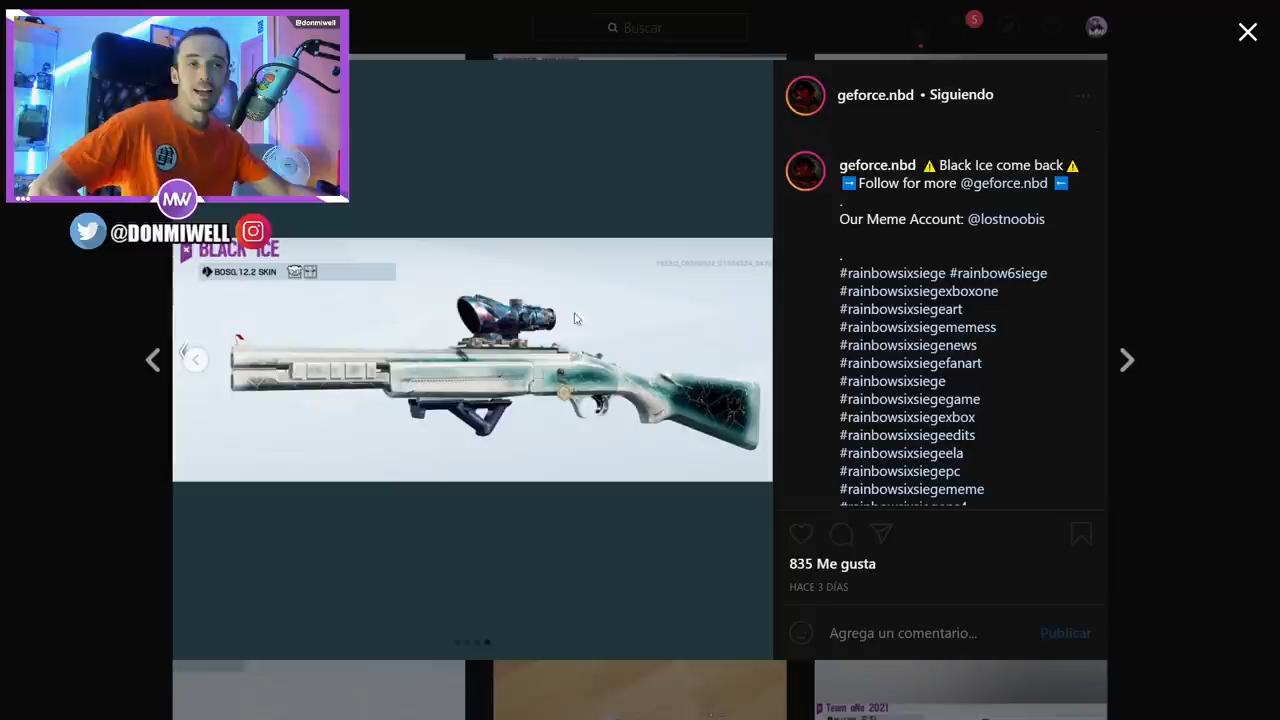 @donmiwell
MW
@DONMIWELL
Buscar
5
BLACK ICE
BOSG.12.2 SKIN
geforce.nbd • Siguiendo
geforce.nbd ⚠️Black Ice come back⚠️
➡️Follow for more @geforce.nbd ⬅️
.
Our Meme Account: @lostnoobis
.
#rainbowsixsiege #rainbow6siege
#rainbowsixsiegexboxone
#rainbowsixsiegeart
#rainbowsixsiegememess
#rainbowsixsiegenews
#rainbowsixsiegefanart
#rainbowsixsiege
#rainbowsixsiegegame
#rainbowsixsiegexbox
#rainbowsixsiegeedits
#rainbowsixsiegeela
#rainbowsixsiegepc
#rainbowsixsiegememe
835 Me gusta
HACE 3 DÍAS
Agrega un comentario...
Publicar
Team oNe 2021